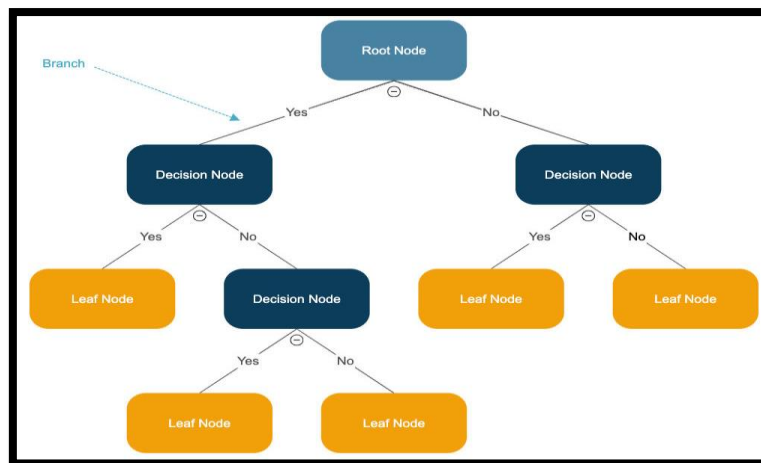 Root Node
Branch
Yes
No
Decision Node
Decision Node
Yes
No
Yes
No
Leaf Node
Decision Node
Leaf Node
Leaf Node
Yes
No
Leaf Node
Leaf Node